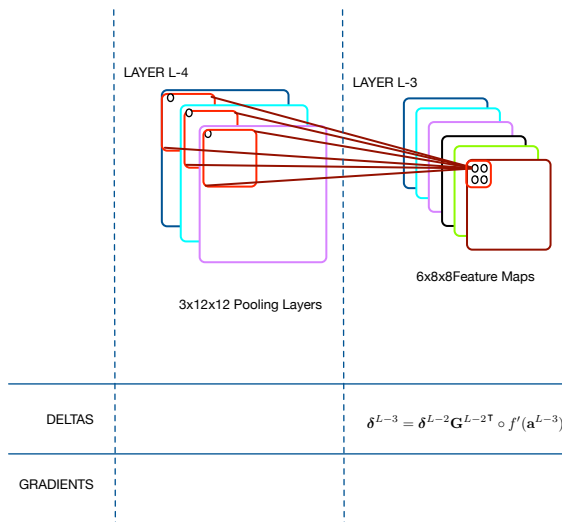 LAYER L-4
LAYER L-3
6x8x8Feature Maps
3x12x12 Pooling Layers
DELTAS
δ^{L−3} = δ^{L−2}G^{L−2⊤} ∘ f′(a^{L−3})
GRADIENTS